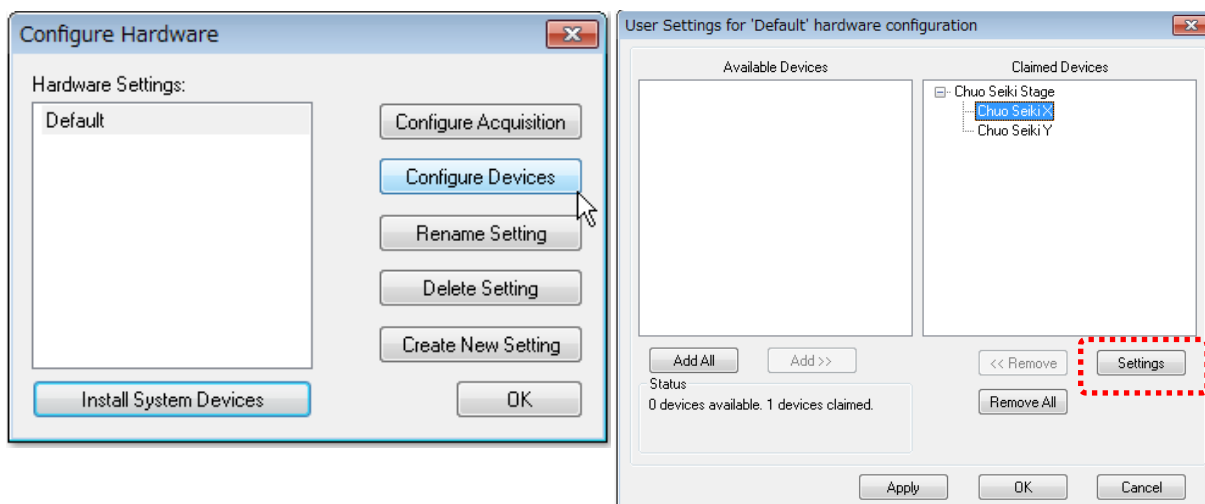 Configure Hardware
Hardware Settings:
Default
Configure Acquisition
Configure Devices
Rename Setting
Delete Setting
Create New Setting
Install System Devices
OK
User Settings for 'Default' hardware configuration
Available Devices
Claimed Devices
Chuo Seiki Stage
Chuo Seiki X
Chuo Seiki Y
Add All
Add >>
<< Remove
Settings
Status
0 devices available. 1 devices claimed.
Remove All
Apply
OK
Cancel